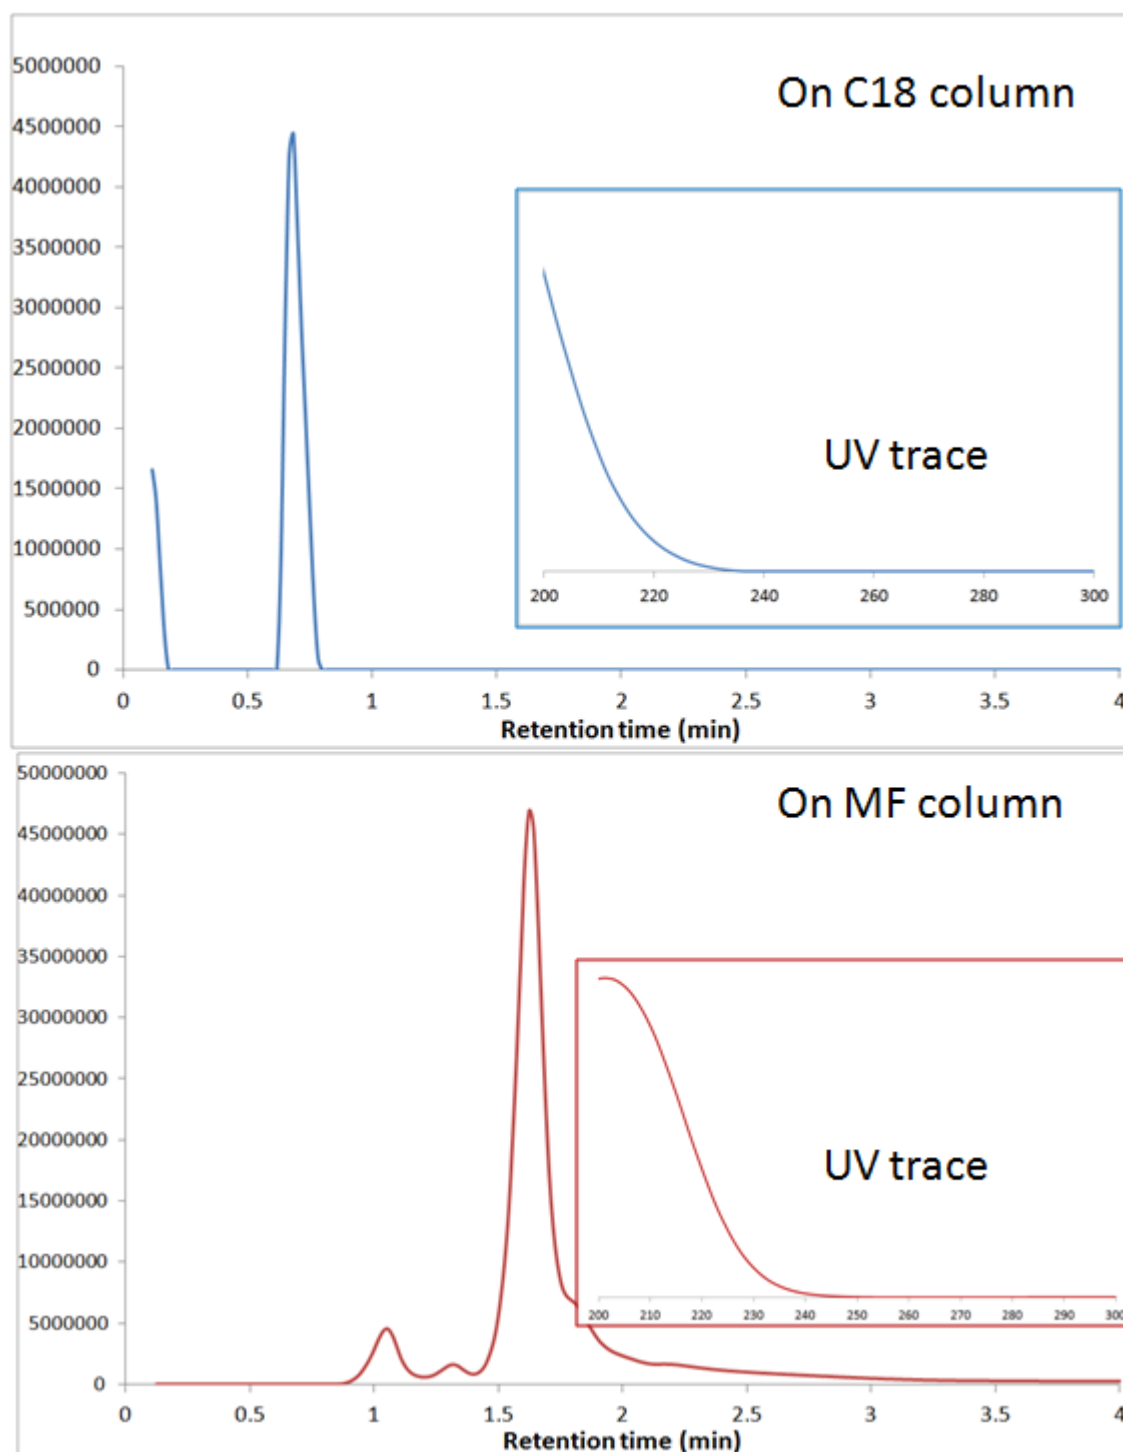 5000000
On C18 column
4500000
4000000
3500000
3000000
2500000
2000000
UV trace
1500000
1000000
200 220 240 260 280 300
500000
0
0 0.5 1 1.5 2 2.5 3 3.5 4
Retention time (min)
50000000
On MF column
45000000
40000000
35000000
30000000
25000000
20000000
UV trace
15000000
10000000
200 210 220 230 240 250 260 270 280 290 300
5000000
0
0 0.5 1 1.5 2 2.5 3 3.5 4
Retention time (min)